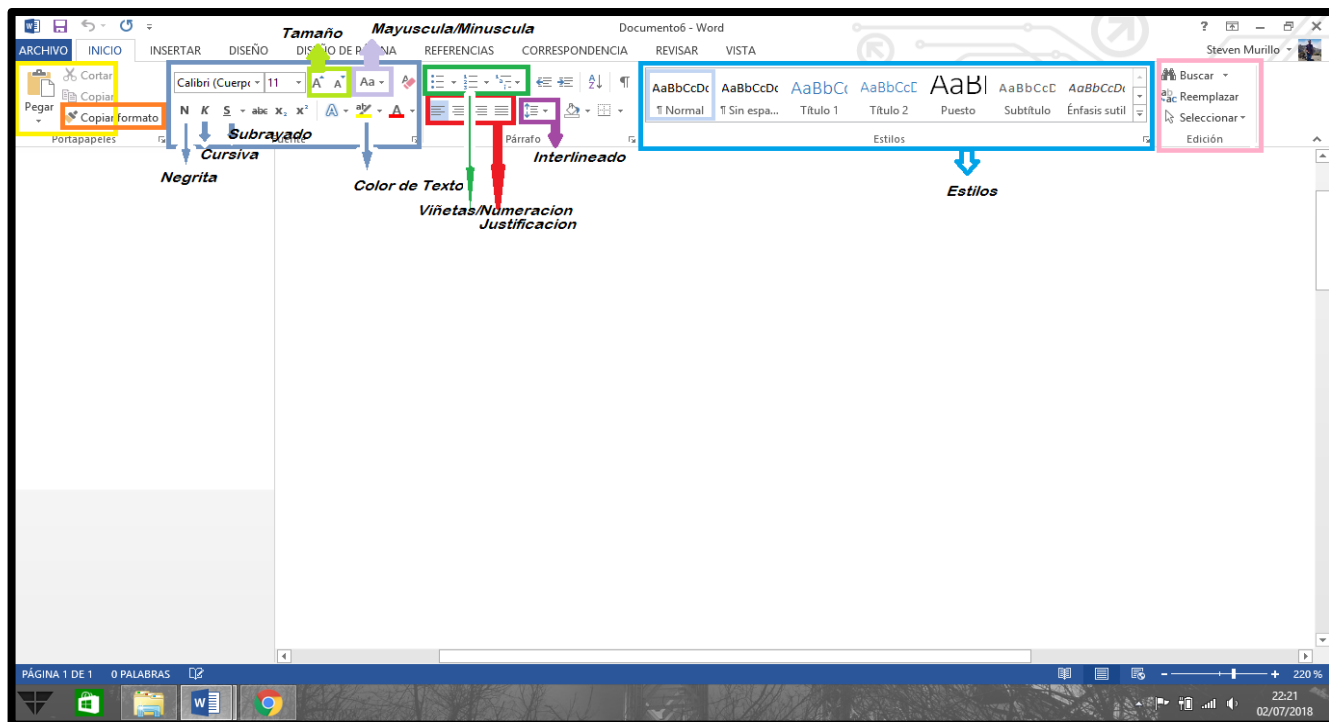 Tamaño Mayuscula/Minuscula Documento6 - Word ?
ARCHIVO INICIO INSERTAR DISEÑO REFERENCIAS CORRESPONDENCIA REVISAR VISTA Steven Murillo
Pegar
Cortar
Copiar
Copiar formato
Portapapeles
Calibri (Cuerpo 11 A A Aa
N K S abc x₂ x² A aby A
Subrayado
Cursiva
Negrita
Color de Texto
Viñetas/Numeracion
Justificacion
Párrafo
Interlineado
AaBbCcDc AaBbCcDc AaBbCc AaBbCcE AaBl AaBbCcE AaBbCcDc
¶ Normal ¶ Sin espa... Título 1 Título 2 Puesto Subtítulo Énfasis sutil
Estilos
Estilos
Buscar
Reemplazar
Seleccionar
Edición
PÁGINA 1 DE 1 0 PALABRAS 220 %
22:21
02/07/2018